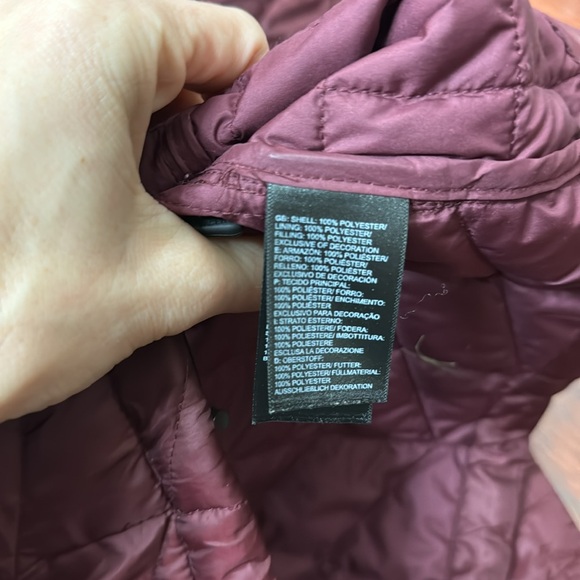 GB: SHELL: 100% POLYESTER/
LINING: 100% POLYESTER/
FILLING: 100% POLYESTER
EXCLUSIVE OF DECORATION
E: ARMAZÓN: 100% POLIÉSTER/
FORRO: 100% POLIÉSTER/
RELLENO: 100% POLIÉSTER
EXCLUSIVO DE DECORACIÓN
P: TECIDO PRINCIPAL:
100% POLIÉSTER/ FORRO:
100% POLIÉSTER/ ENCHIMENTO:
100% POLIÉSTER
EXCLUSIVO PARA DECORAÇÃO
I: STRATO ESTERNO:
100% POLIESTERE/ FODERA:
100% POLIESTERE/ IMBOTTITURA:
100% POLIESTERE
ESCLUSA LA DECORAZIONE
D: OBERSTOFF:
100% POLYESTER/ FUTTER:
100% POLYESTER/ FÜLLMATERIAL:
100% POLYESTER
AUSSCHLIESSLICH DEKORATION